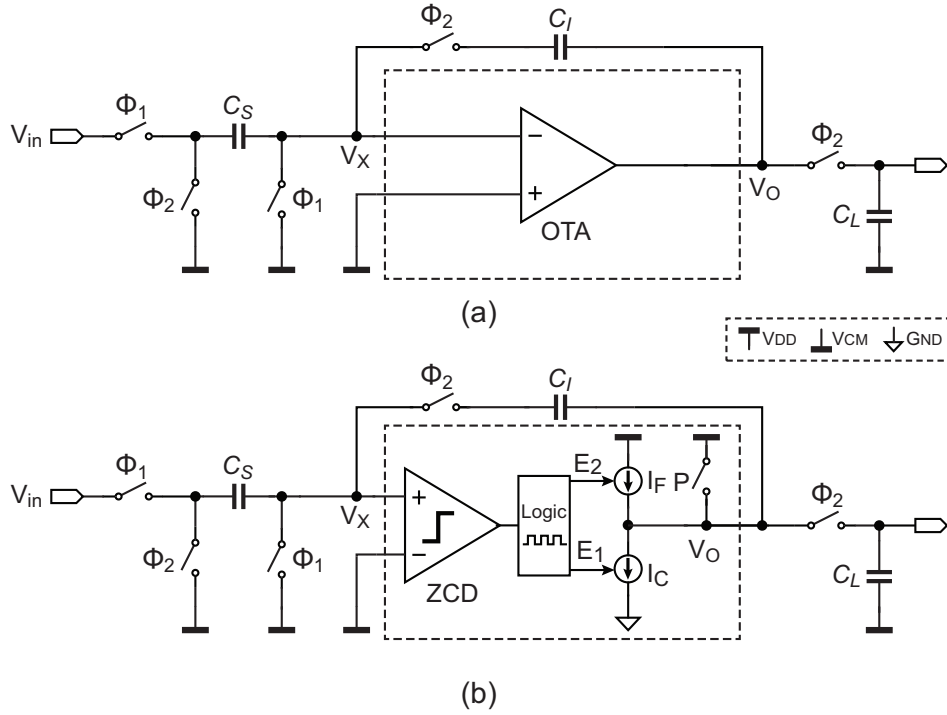 Φ2
CI
Φ1
CS
Vin
VX
Φ2
Φ1
−
+
OTA
VO
Φ2
CL
(a)
VDD VCM GND
Φ2
CI
Φ1
CS
Vin
VX
Φ2
Φ1
+
−
ZCD
Logic
E2
E1
IF
P
IC
VO
Φ2
CL
(b)